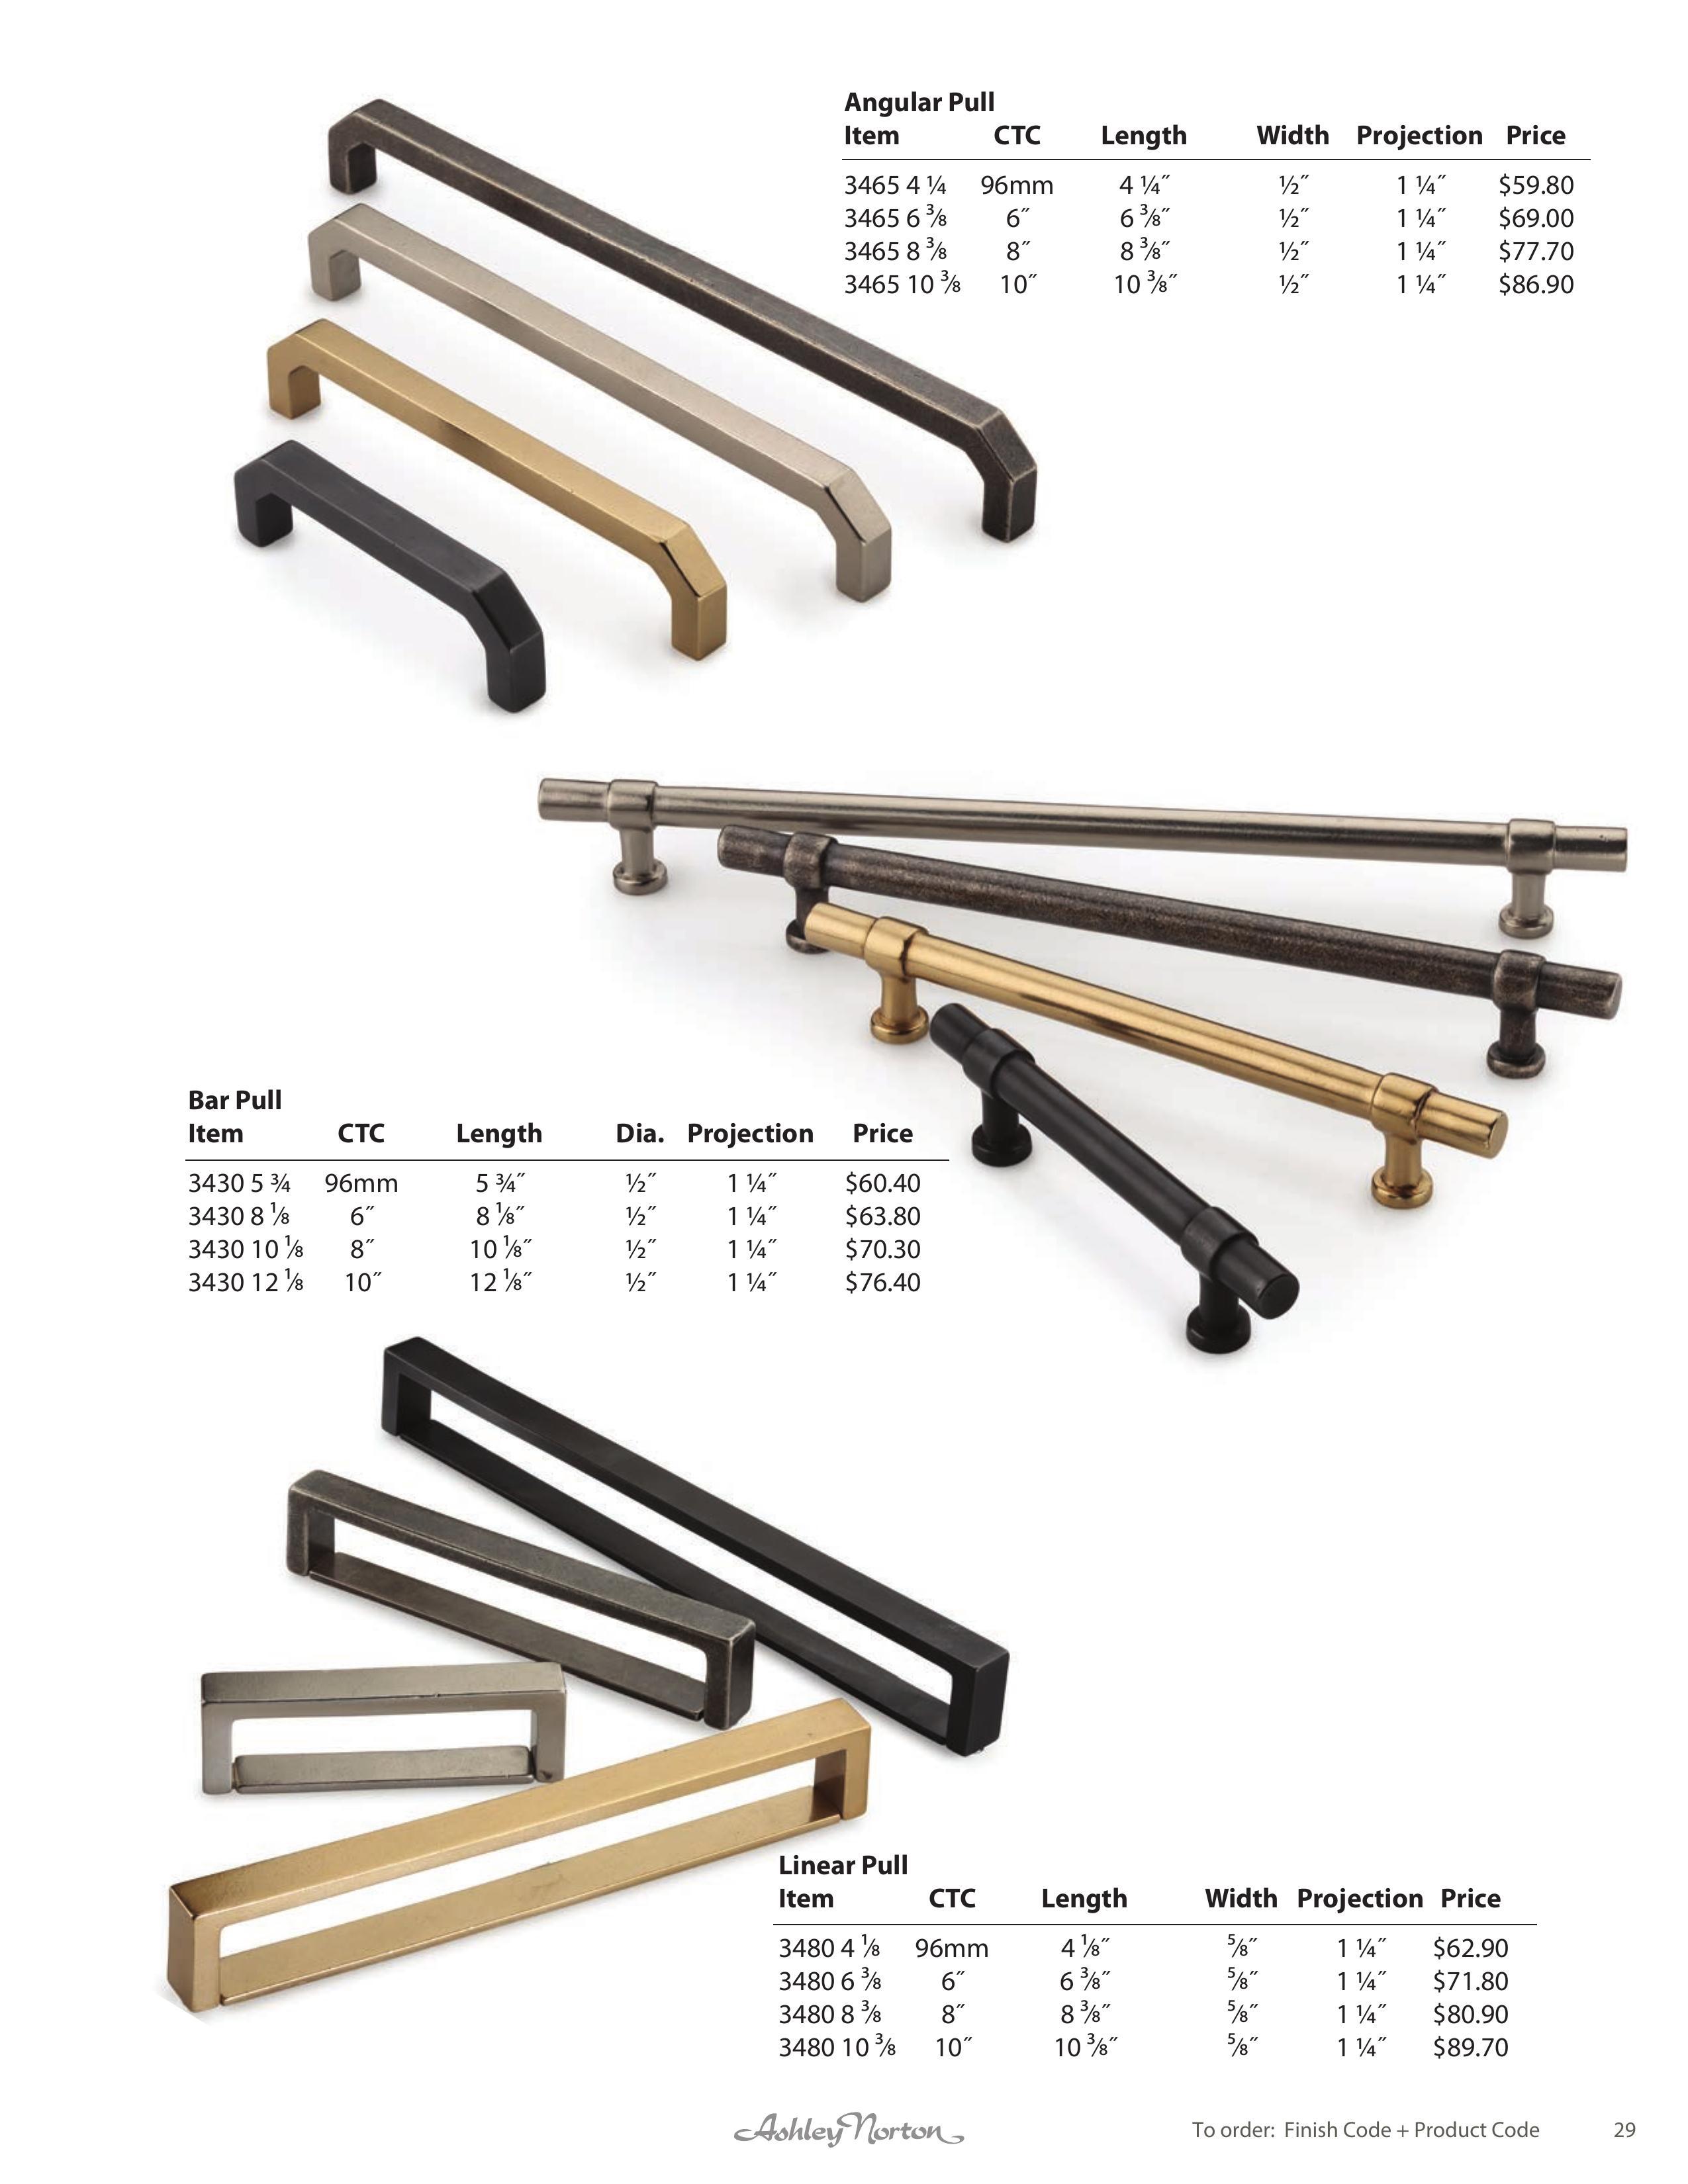 Angular Pull
Item CTC Length Width Projection Price
3465 4 ¼ 96mm 4 ¼˝ ½˝ 1 ¼˝ $59.80
3465 6 ⅜ 6˝ 6 ⅜˝ ½˝ 1 ¼˝ $69.00
3465 8 ⅜ 8˝ 8 ⅜˝ ½˝ 1 ¼˝ $77.70
3465 10 ⅜ 10˝ 10 ⅜˝ ½˝ 1 ¼˝ $86.90
Bar Pull
Item CTC Length Dia. Projection Price
3430 5 ¾ 96mm 5 ¾˝ ½˝ 1 ¼˝ $60.40
3430 8 ⅛ 6˝ 8 ⅛˝ ½˝ 1 ¼˝ $63.80
3430 10 ⅛ 8˝ 10 ⅛˝ ½˝ 1 ¼˝ $70.30
3430 12 ⅛ 10˝ 12 ⅛˝ ½˝ 1 ¼˝ $76.40
Linear Pull
Item CTC Length Width Projection Price
3480 4 ⅛ 96mm 4 ⅛˝ ⅝˝ 1 ¼˝ $62.90
3480 6 ⅜ 6˝ 6 ⅜˝ ⅝˝ 1 ¼˝ $71.80
3480 8 ⅜ 8˝ 8 ⅜˝ ⅝˝ 1 ¼˝ $80.90
3480 10 ⅜ 10˝ 10 ⅜˝ ⅝˝ 1 ¼˝ $89.70
Ashley Norton
To order: Finish Code + Product Code 29